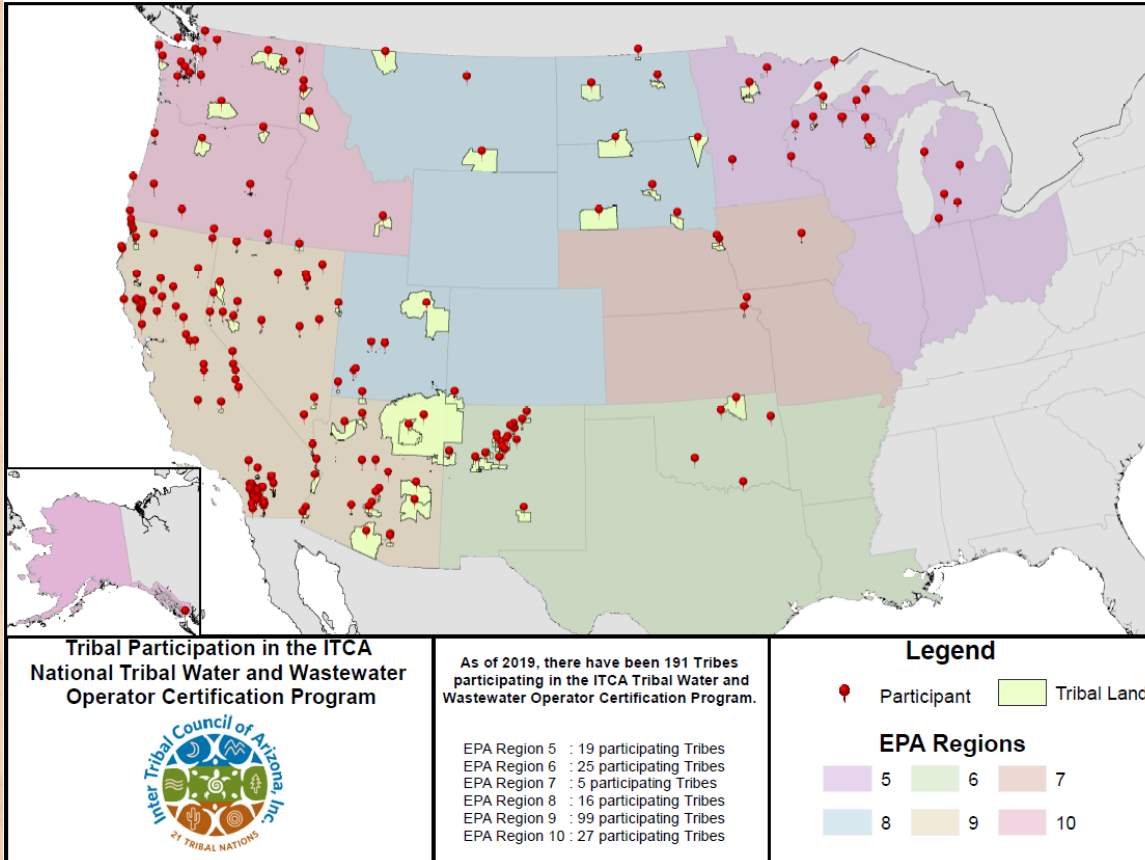 Tribal Participation in the ITCA
National Tribal Water and Wastewater
Operator Certification Program
Inter Tribal Council of Arizona, Inc.
21 TRIBAL NATIONS
As of 2019, there have been 191 Tribes
participating in the ITCA Tribal Water and
Wastewater Operator Certification Program.
EPA Region 5 : 19 participating Tribes
EPA Region 6 : 25 participating Tribes
EPA Region 7 : 5 participating Tribes
EPA Region 8 : 16 participating Tribes
EPA Region 9 : 99 participating Tribes
EPA Region 10 : 27 participating Tribes
Legend
Participant Tribal Land
EPA Regions
5 6 7
8 9 10